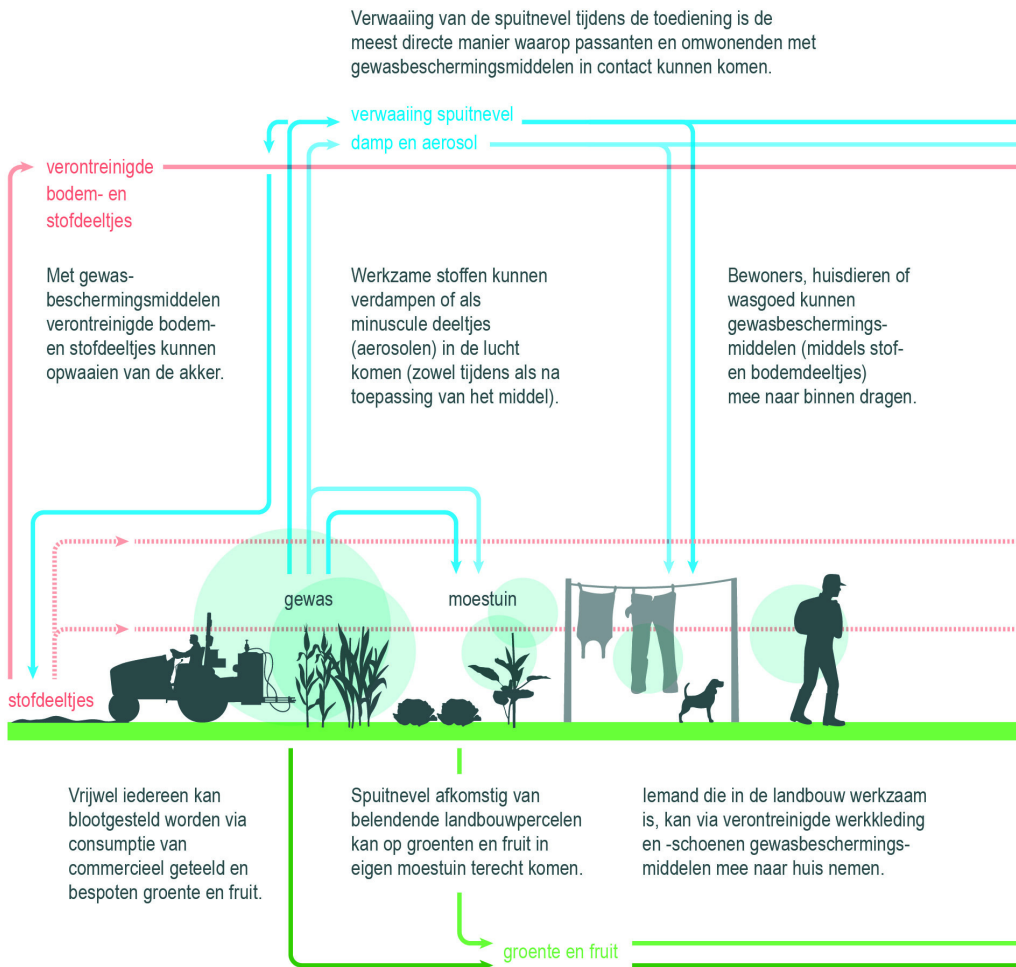 Verwaaiing van de spuitnevel tijdens de toediening is de
meest directe manier waarop passanten en omwonenden met
gewasbeschermingsmiddelen in contact kunnen komen.
verwaaiing spuitnevel
damp en aerosol
verontreinigde
bodem- en
stofdeeltjes
Met gewas-
beschermingsmiddelen
verontreinigde bodem-
en stofdeeltjes kunnen
opwaaien van de akker.
Werkzame stoffen kunnen
verdampen of als
minuscule deeltjes
(aerosolen) in de lucht
komen (zowel tijdens als na
toepassing van het middel).
Bewoners, huisdieren of
wasgoed kunnen
gewasbeschermings-
middelen (middels stof-
en bodemdeeltjes)
mee naar binnen dragen.
gewas
moestuin
stofdeeltjes
Vrijwel iedereen kan
blootgesteld worden via
consumptie van
commercieel geteeld en
bespoten groente en fruit.
Spuitnevel afkomstig van
belendende landbouwpercelen
kan op groenten en fruit in
eigen moestuin terecht komen.
Iemand die in de landbouw werkzaam
is, kan via verontreinigde werkkleding
en -schoenen gewasbeschermings-
middelen mee naar huis nemen.
groente en fruit